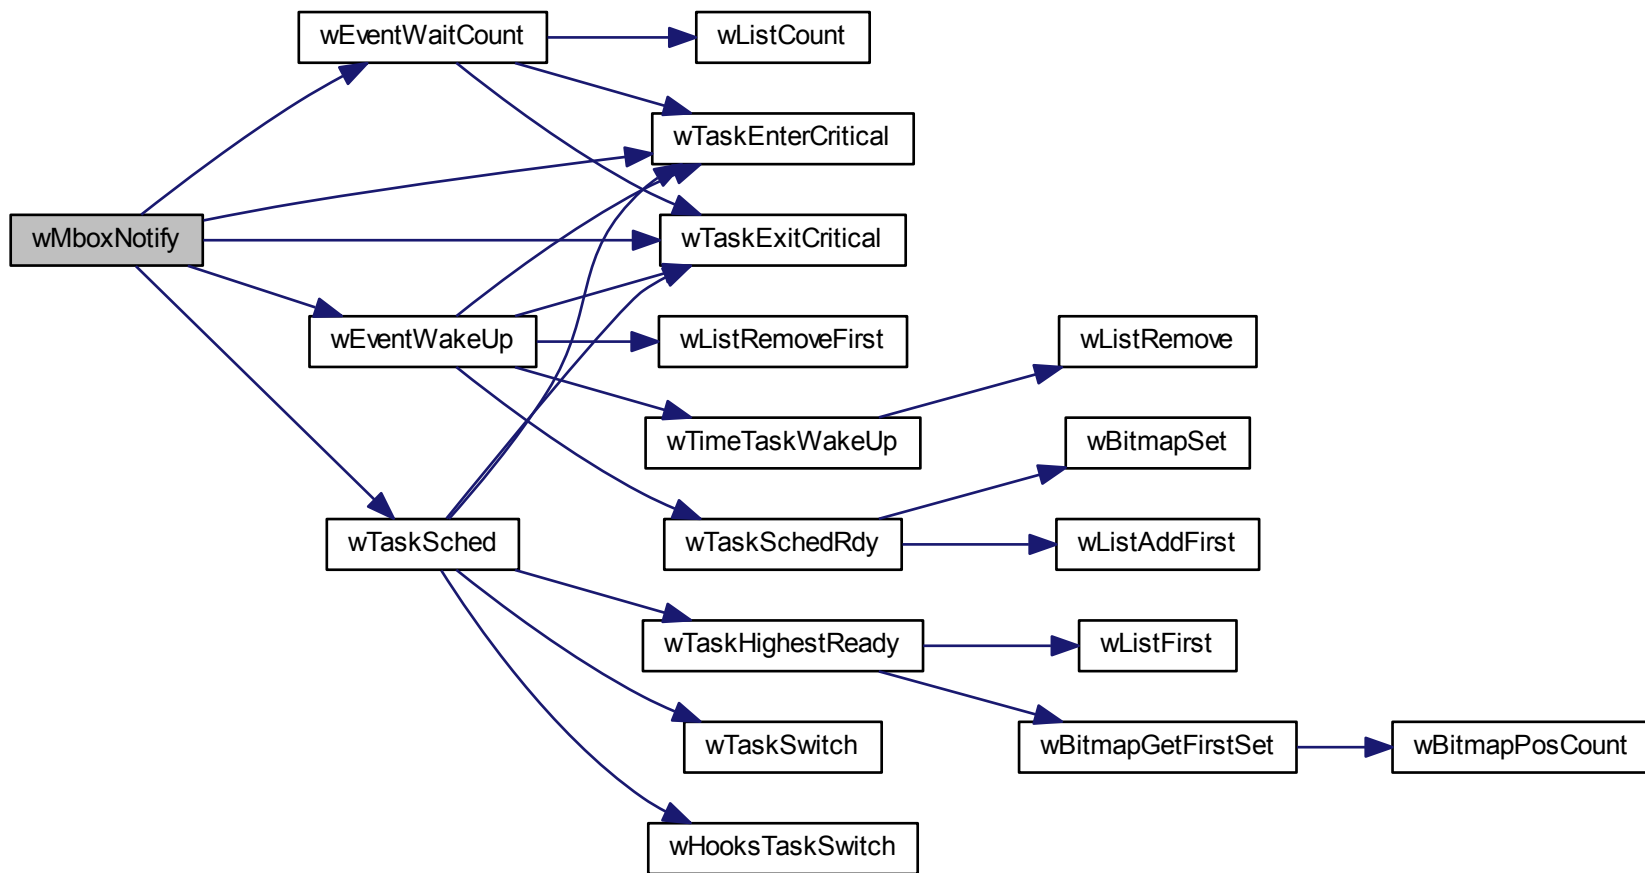 wEventWaitCount
wListCount
wTaskEnterCritical
wMboxNotify
wTaskExitCritical
wEventWakeUp
wListRemoveFirst
wListRemove
wTimeTaskWakeUp
wBitmapSet
wTaskSched
wTaskSchedRdy
wListAddFirst
wTaskHighestReady
wListFirst
wTaskSwitch
wBitmapGetFirstSet
wBitmapPosCount
wHooksTaskSwitch